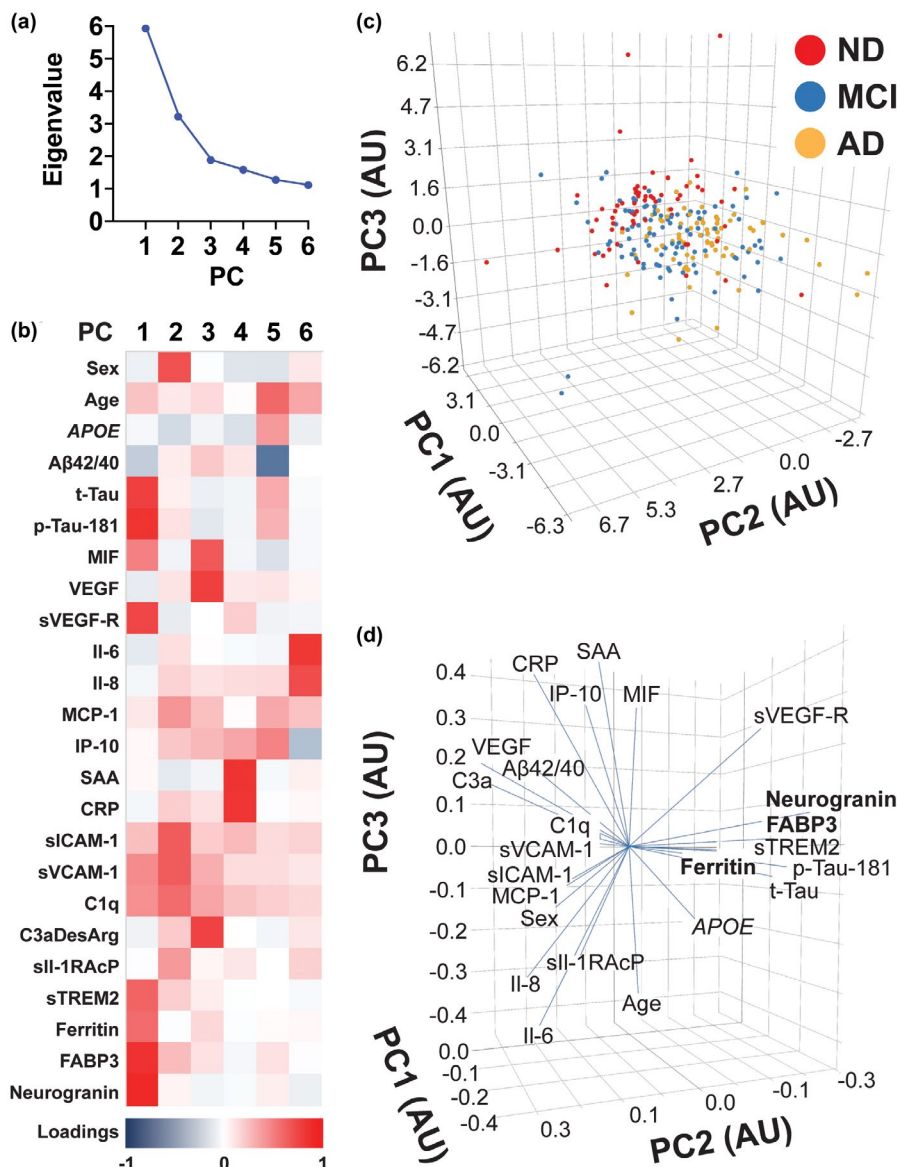 (a)
6
5
4
3
2
1
0
Eigenvalue
1 2 3 4 5 6
PC
(b)
PC 1 2 3 4 5 6
Sex
Age
APOE
Aβ42/40
t-Tau
p-Tau-181
MIF
VEGF
sVEGF-R
Il-6
Il-8
MCP-1
IP-10
SAA
CRP
sICAM-1
sVCAM-1
C1q
C3aDesArg
sIl-1RAcP
sTREM2
Ferritin
FABP3
Neurogranin
Loadings
-1 0 1
(c)
ND
MCI
AD
6.2
4.7
3.1
1.6
0.0
-1.6
-3.1
-4.7
-6.2
PC3 (AU)
3.1
0.0
-3.1
-6.3
PC1 (AU)
6.7
5.3
2.7
0.0
-2.7
PC2 (AU)
(d)
0.4
0.3
0.2
0.1
0.0
-0.1
-0.2
-0.3
-0.4
PC3 (AU)
CRP
SAA
IP-10
MIF
sVEGF-R
VEGF
Aβ42/40
C3a
Neurogranin
C1q
FABP3
sVCAM-1
sTREM2
sICAM-1
Ferritin
p-Tau-181
MCP-1
t-Tau
Sex
APOE
sIl-1RAcP
Il-8
Age
Il-6
0.0
-0.1
-0.2
-0.4
PC1 (AU)
0.3
0.1
0.0
-0.1
-0.3
PC2 (AU)